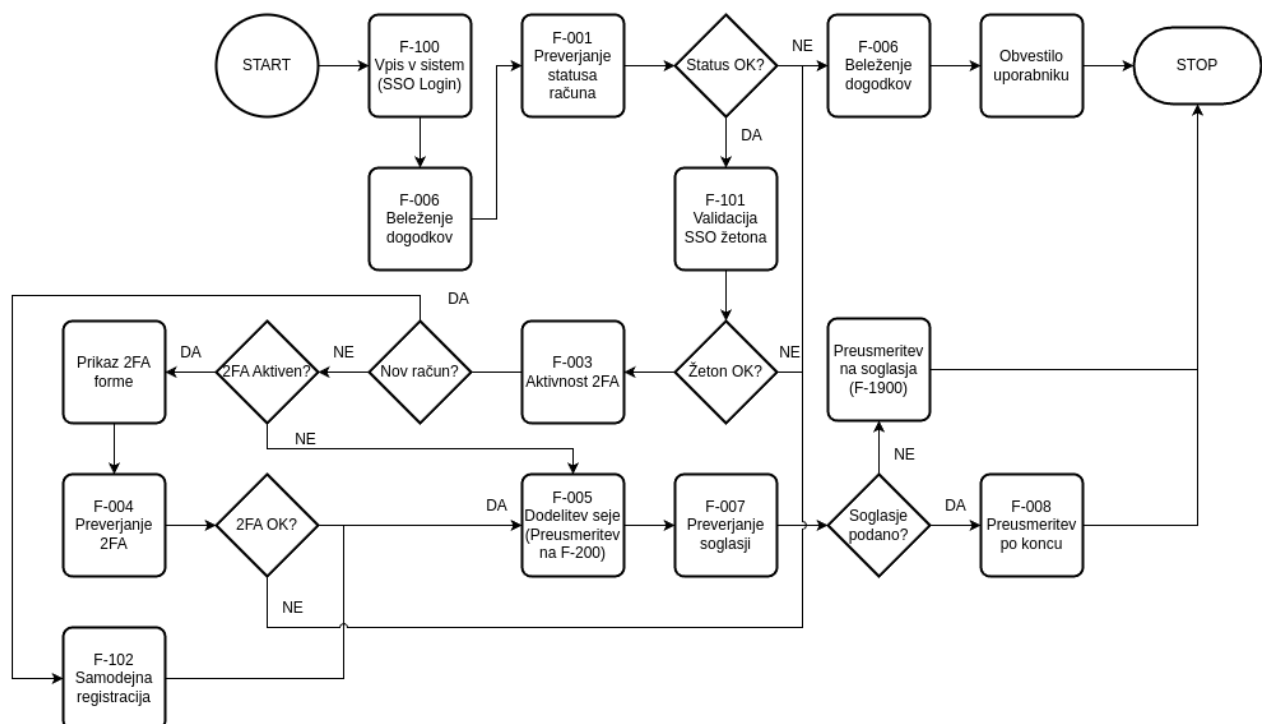 START
F-100
Vpis v sistem
(SSO Login)
F-001
Preverjanje
statusa
računa
Status OK?
NE
F-006
Beleženje
dogodkov
Obvestilo
uporabniku
STOP
DA
F-006
Beleženje
dogodkov
F-101
Validacija
SSO žetona
DA
Prikaz 2FA
forme
DA
2FA Aktiven?
NE
Nov račun?
F-003
Aktivnost 2FA
Žeton OK?
NE
Preusmeritev
na soglasja
(F-1900)
NE
NE
F-004
Preverjanje
2FA
2FA OK?
DA
F-005
Dodelitev seje
(Preusmeritev
na F-200)
F-007
Preverjanje
soglasji
Soglasje
podano?
DA
F-008
Preusmeritev
po koncu
NE
F-102
Samodejna
registracija